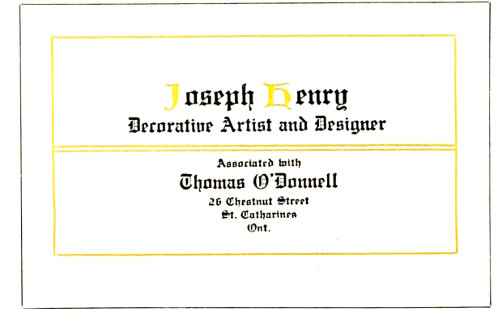 Joseph Henry
Decorative Artist and Designer
Associated with
Thomas O'Donnell
26 Chestnut Street
St. Catharines
Ont.